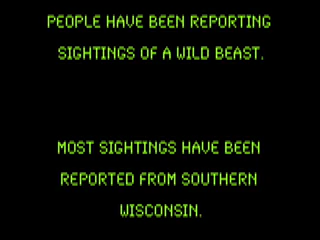 PEOPLE HAVE BEEN REPORTING
SIGHTINGS OF A WILD BEAST.
MOST SIGHTINGS HAVE BEEN
REPORTED FROM SOUTHERN
WISCONSIN.